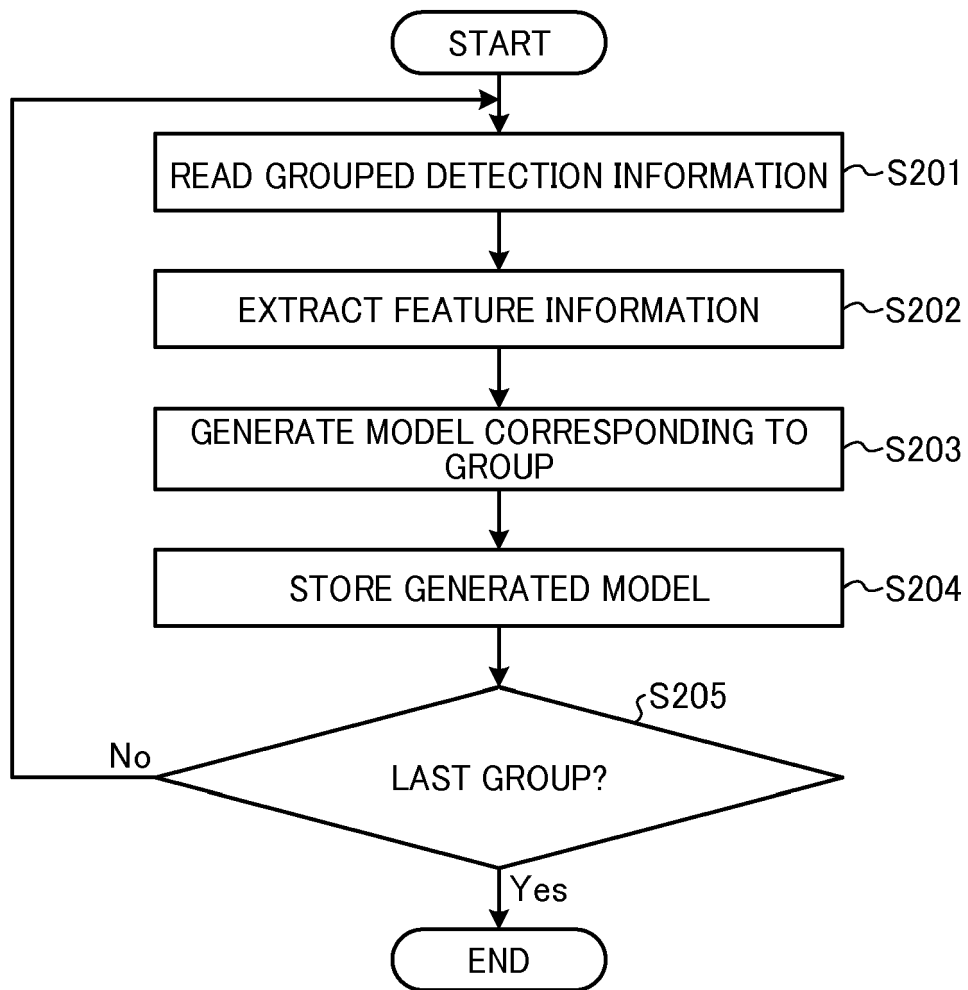 START
READ GROUPED DETECTION INFORMATION
S201
EXTRACT FEATURE INFORMATION
S202
GENERATE MODEL CORRESPONDING TO
GROUP
S203
STORE GENERATED MODEL
S204
S205
LAST GROUP?
No
Yes
END